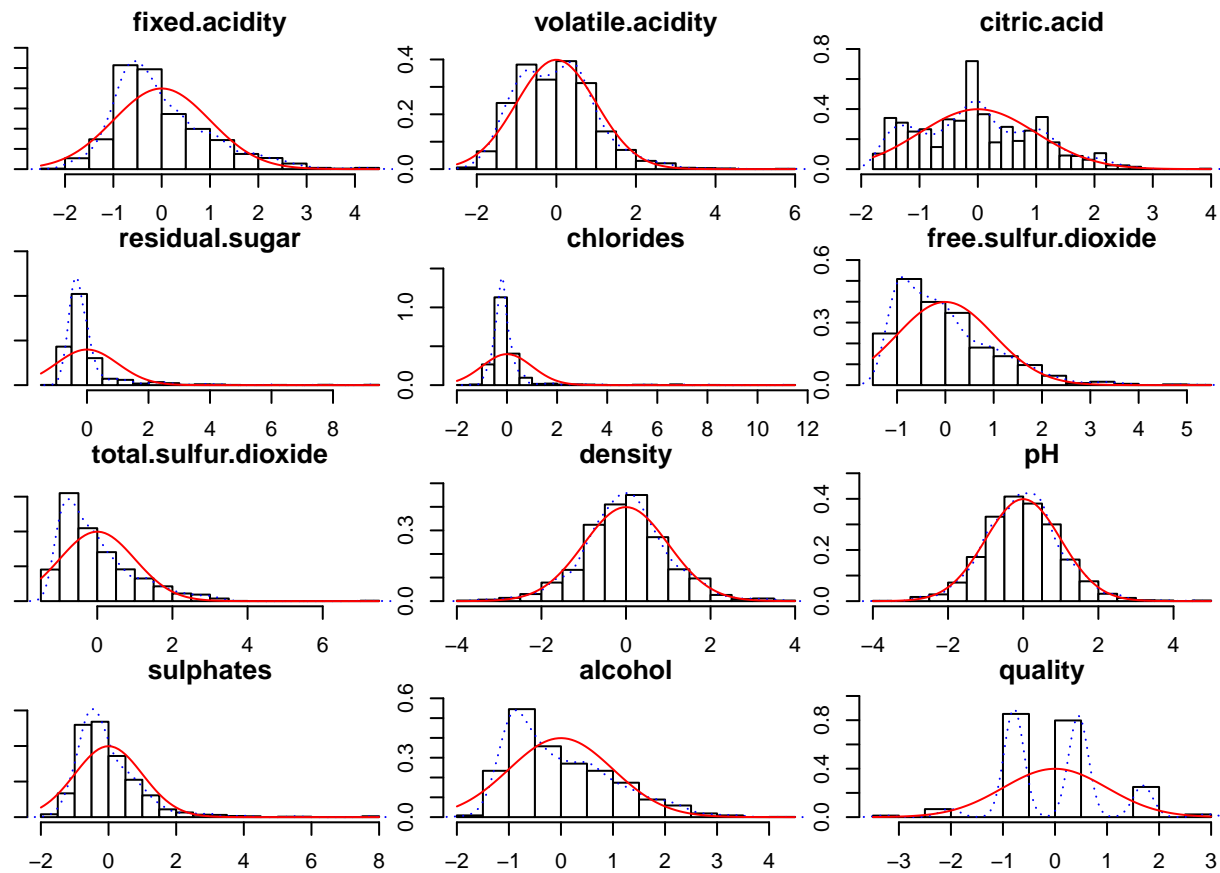 fixed.acidity
−2 −1 0 1 2 3 4
volatile.acidity
0.0 0.2 0.4
−2 0 2 4 6
citric.acid
0.0 0.4 0.8
−2 −1 0 1 2 3 4
residual.sugar
0 2 4 6 8
chlorides
0.0 1.0
−2 0 2 4 6 8 10 12
free.sulfur.dioxide
0.0 0.3 0.6
−1 0 1 2 3 4 5
total.sulfur.dioxide
0 2 4 6
density
0.0 0.3
−4 −2 0 2 4
pH
0.0 0.2 0.4
−4 −2 0 2 4
sulphates
−2 0 2 4 6 8
alcohol
0.0 0.3 0.6
−2 −1 0 1 2 3 4
quality
0.0 0.4 0.8
−3 −2 −1 0 1 2 3